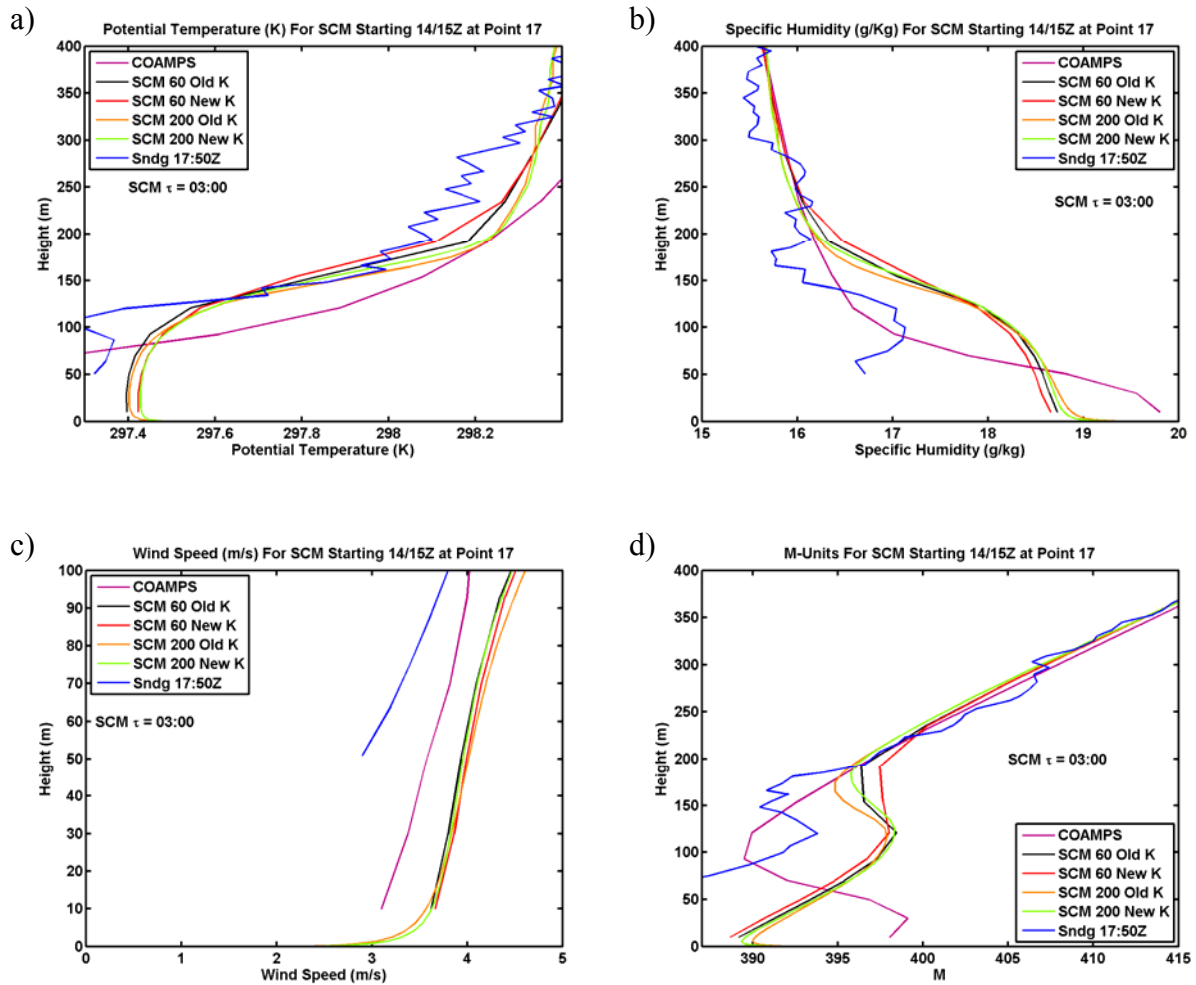 a)
Potential Temperature (K) For SCM Starting 14/15Z at Point 17
400
350
300
250
200
150
100
50
0
Height (m)
COAMPS
SCM 60 Old K
SCM 60 New K
SCM 200 Old K
SCM 200 New K
Sndg 17:50Z
SCM τ = 03:00
297.4 297.6 297.8 298 298.2
Potential Temperature (K)
b)
Specific Humidity (g/Kg) For SCM Starting 14/15Z at Point 17
400
350
300
250
200
150
100
50
0
Height (m)
COAMPS
SCM 60 Old K
SCM 60 New K
SCM 200 Old K
SCM 200 New K
Sndg 17:50Z
SCM τ = 03:00
15 16 17 18 19 20
Specific Humidity (g/kg)
c)
Wind Speed (m/s) For SCM Starting 14/15Z at Point 17
100
90
80
70
60
50
40
30
20
10
0
Height (m)
COAMPS
SCM 60 Old K
SCM 60 New K
SCM 200 Old K
SCM 200 New K
Sndg 17:50Z
SCM τ = 03:00
0 1 2 3 4 5
Wind Speed (m/s)
d)
M-Units For SCM Starting 14/15Z at Point 17
400
350
300
250
200
150
100
50
0
Height (m)
SCM τ = 03:00
COAMPS
SCM 60 Old K
SCM 60 New K
SCM 200 Old K
SCM 200 New K
Sndg 17:50Z
390 395 400 405 410 415
M